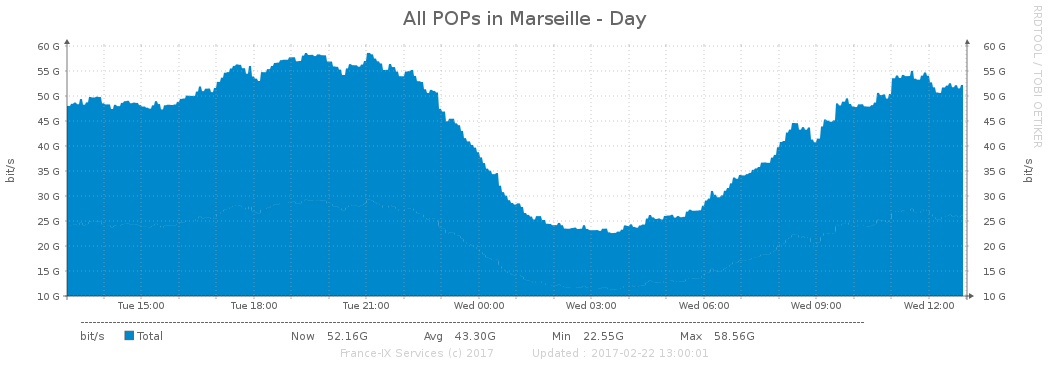 All POPs in Marseille - Day
RRDTOOL / TOBI OETIKER
60 G 60 G
55 G 55 G
50 G 50 G
45 G 45 G
40 G 40 G
35 G 35 G
30 G 30 G
25 G 25 G
20 G 20 G
15 G 15 G
10 G 10 G
bit/s
bit/s
Tue 15:00 Tue 18:00 Tue 21:00 Wed 00:00 Wed 03:00 Wed 06:00 Wed 09:00 Wed 12:00
bit/s Total Now 52.16G Avg 43.30G Min 22.55G Max 58.56G
France-IX Services (c) 2017 Updated : 2017-02-22 13:00:01